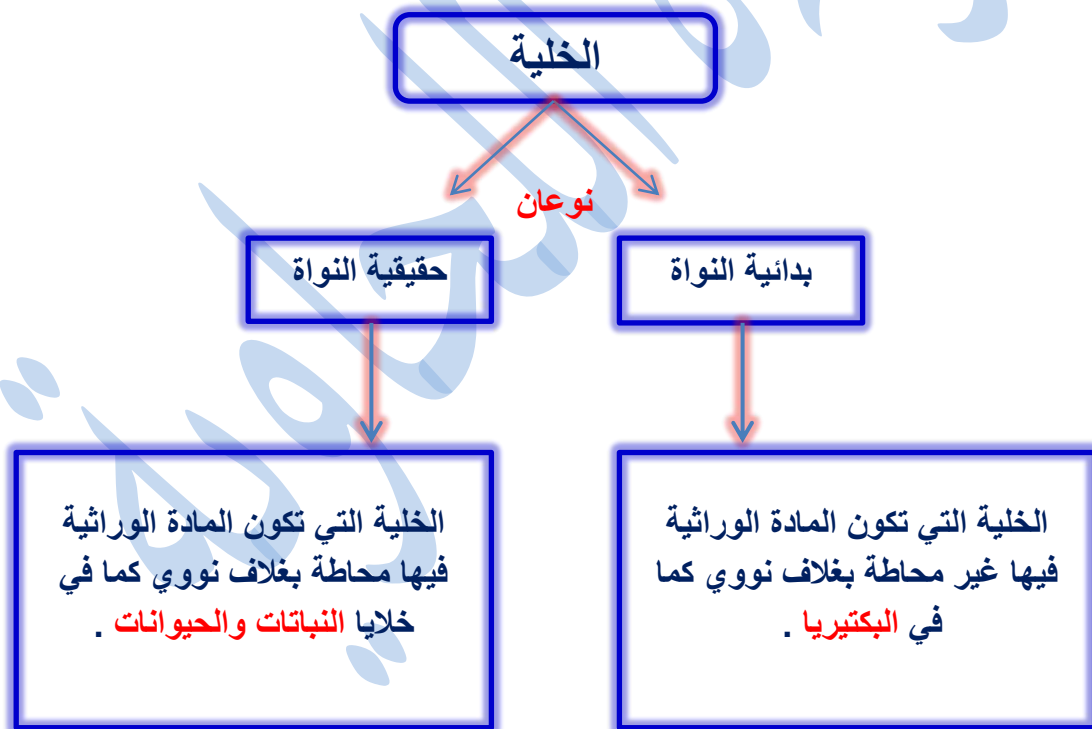 الخلية
نوعان
بدائية النواة
حقيقية النواة
الخلية التي تكون المادة الوراثية
فيها غير محاطة بغلاف نووي كما
في البكتيريا .
الخلية التي تكون المادة الوراثية
فيها محاطة بغلاف نووي كما في
خلايا النباتات والحيوانات .